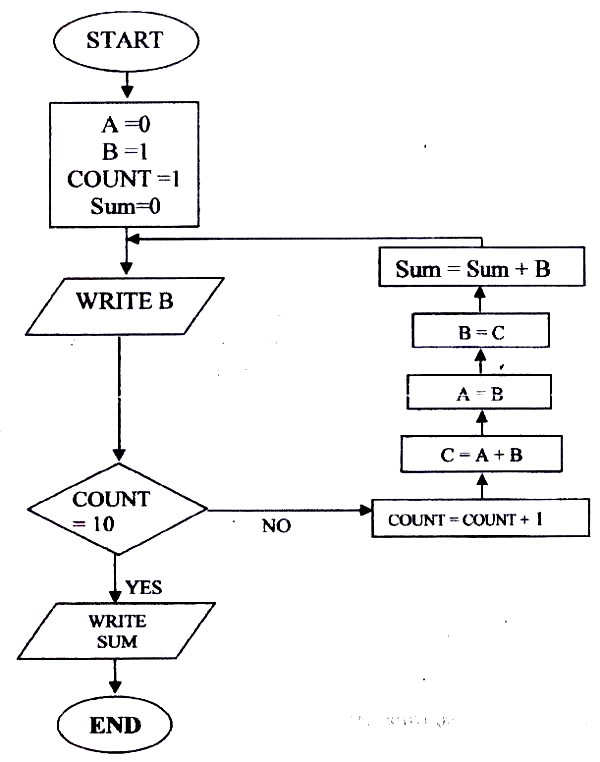 START
A =0
B =1
COUNT =1
Sum=0
Sum = Sum + B
WRITE B
B = C
A = B
C = A + B
COUNT
= 10
NO
COUNT = COUNT + 1
YES
WRITE
SUM
END